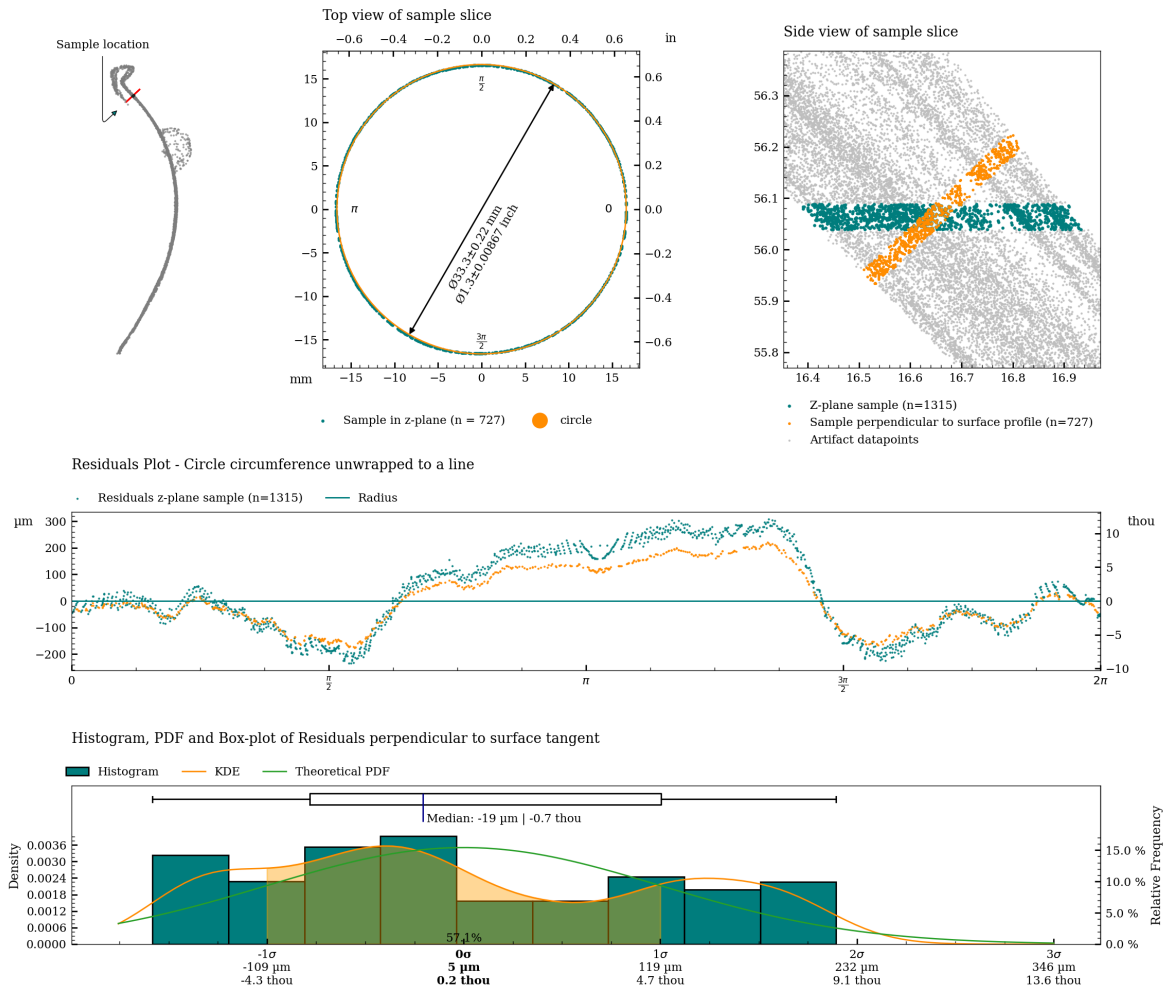 Sample location
Top view of sample slice
−0.6 −0.4 −0.2 0.0 0.2 0.4 0.6 in
15
10
5
0
−5
−10
−15
0.6
0.4
0.2
0.0
−0.2
−0.4
−0.6
π/2
π
0
3π/2
Ø33.3±0.22 mm
Ø1.3±0.00867 inch
mm −15 −10 −5 0 5 10 15
Sample in z-plane (n = 727) circle
Side view of sample slice
56.3
56.2
56.1
56.0
55.9
55.8
16.4 16.5 16.6 16.7 16.8 16.9
Z-plane sample (n=1315)
Sample perpendicular to surface profile (n=727)
Artifact datapoints
Residuals Plot - Circle circumference unwrapped to a line
Residuals z-plane sample (n=1315) Radius
µm
300
200
100
0
−100
−200
thou
10
5
0
−5
−10
0 π/2 π 3π/2 2π
Histogram, PDF and Box-plot of Residuals perpendicular to surface tangent
Histogram KDE Theoretical PDF
Median: -19 µm | -0.7 thou
Density
0.0036
0.0030
0.0024
0.0018
0.0012
0.0006
0.0000
Relative Frequency
15.0 %
10.0 %
5.0 %
0.0 %
57.1%
-1σ 0σ 1σ 2σ 3σ
-109 µm 5 µm 119 µm 232 µm 346 µm
-4.3 thou 0.2 thou 4.7 thou 9.1 thou 13.6 thou